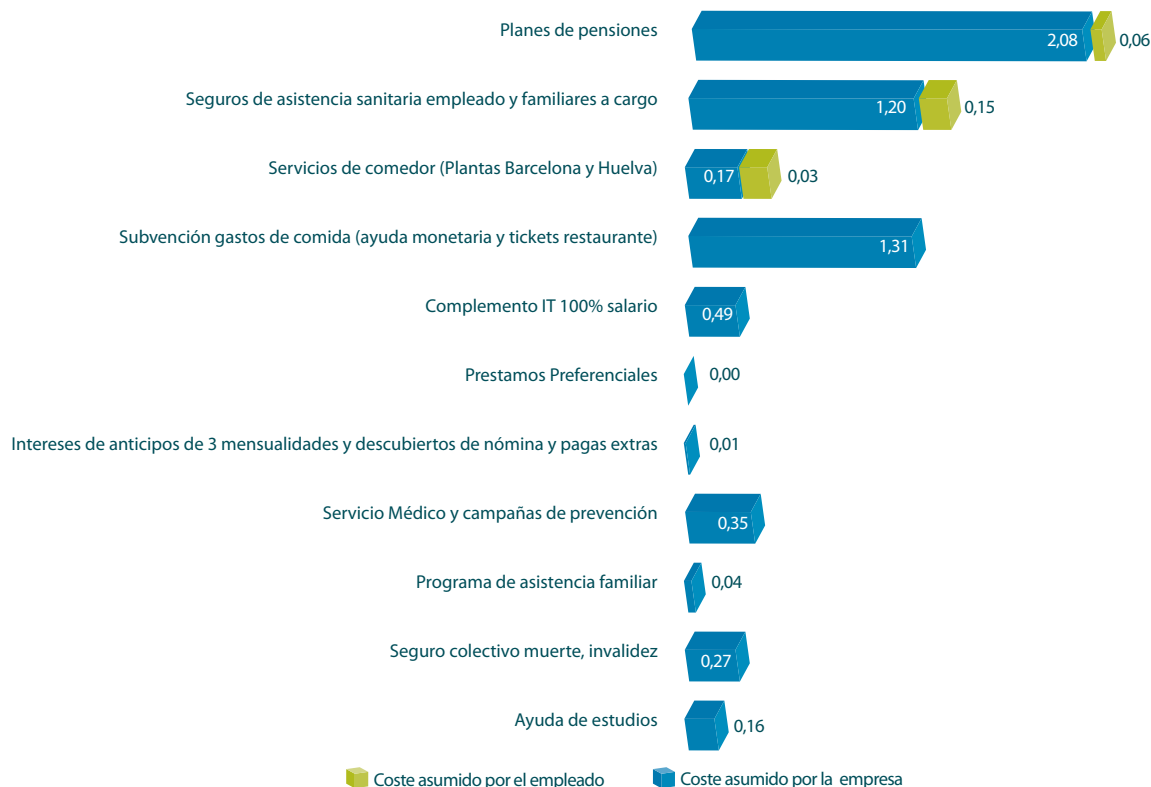 Planes de pensiones
2,08
0,06
Seguros de asistencia sanitaria empleado y familiares a cargo
1,20
0,15
Servicios de comedor (Plantas Barcelona y Huelva)
0,17
0,03
Subvención gastos de comida (ayuda monetaria y tickets restaurante)
1,31
Complemento IT 100% salario
0,49
Prestamos Preferenciales
0,00
Intereses de anticipos de 3 mensualidades y descubiertos de nómina y pagas extras
0,01
Servicio Médico y campañas de prevención
0,35
Programa de asistencia familiar
0,04
Seguro colectivo muerte, invalidez
0,27
Ayuda de estudios
0,16
Coste asumido por el empleado
Coste asumido por la empresa